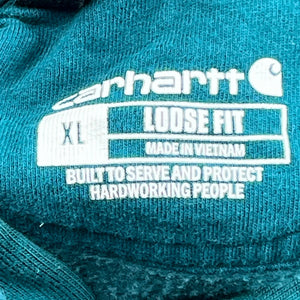 carhartt
XL LOOSE FIT
MADE IN VIETNAM
BUILT TO SERVE AND PROTECT
HARDWORKING PEOPLE